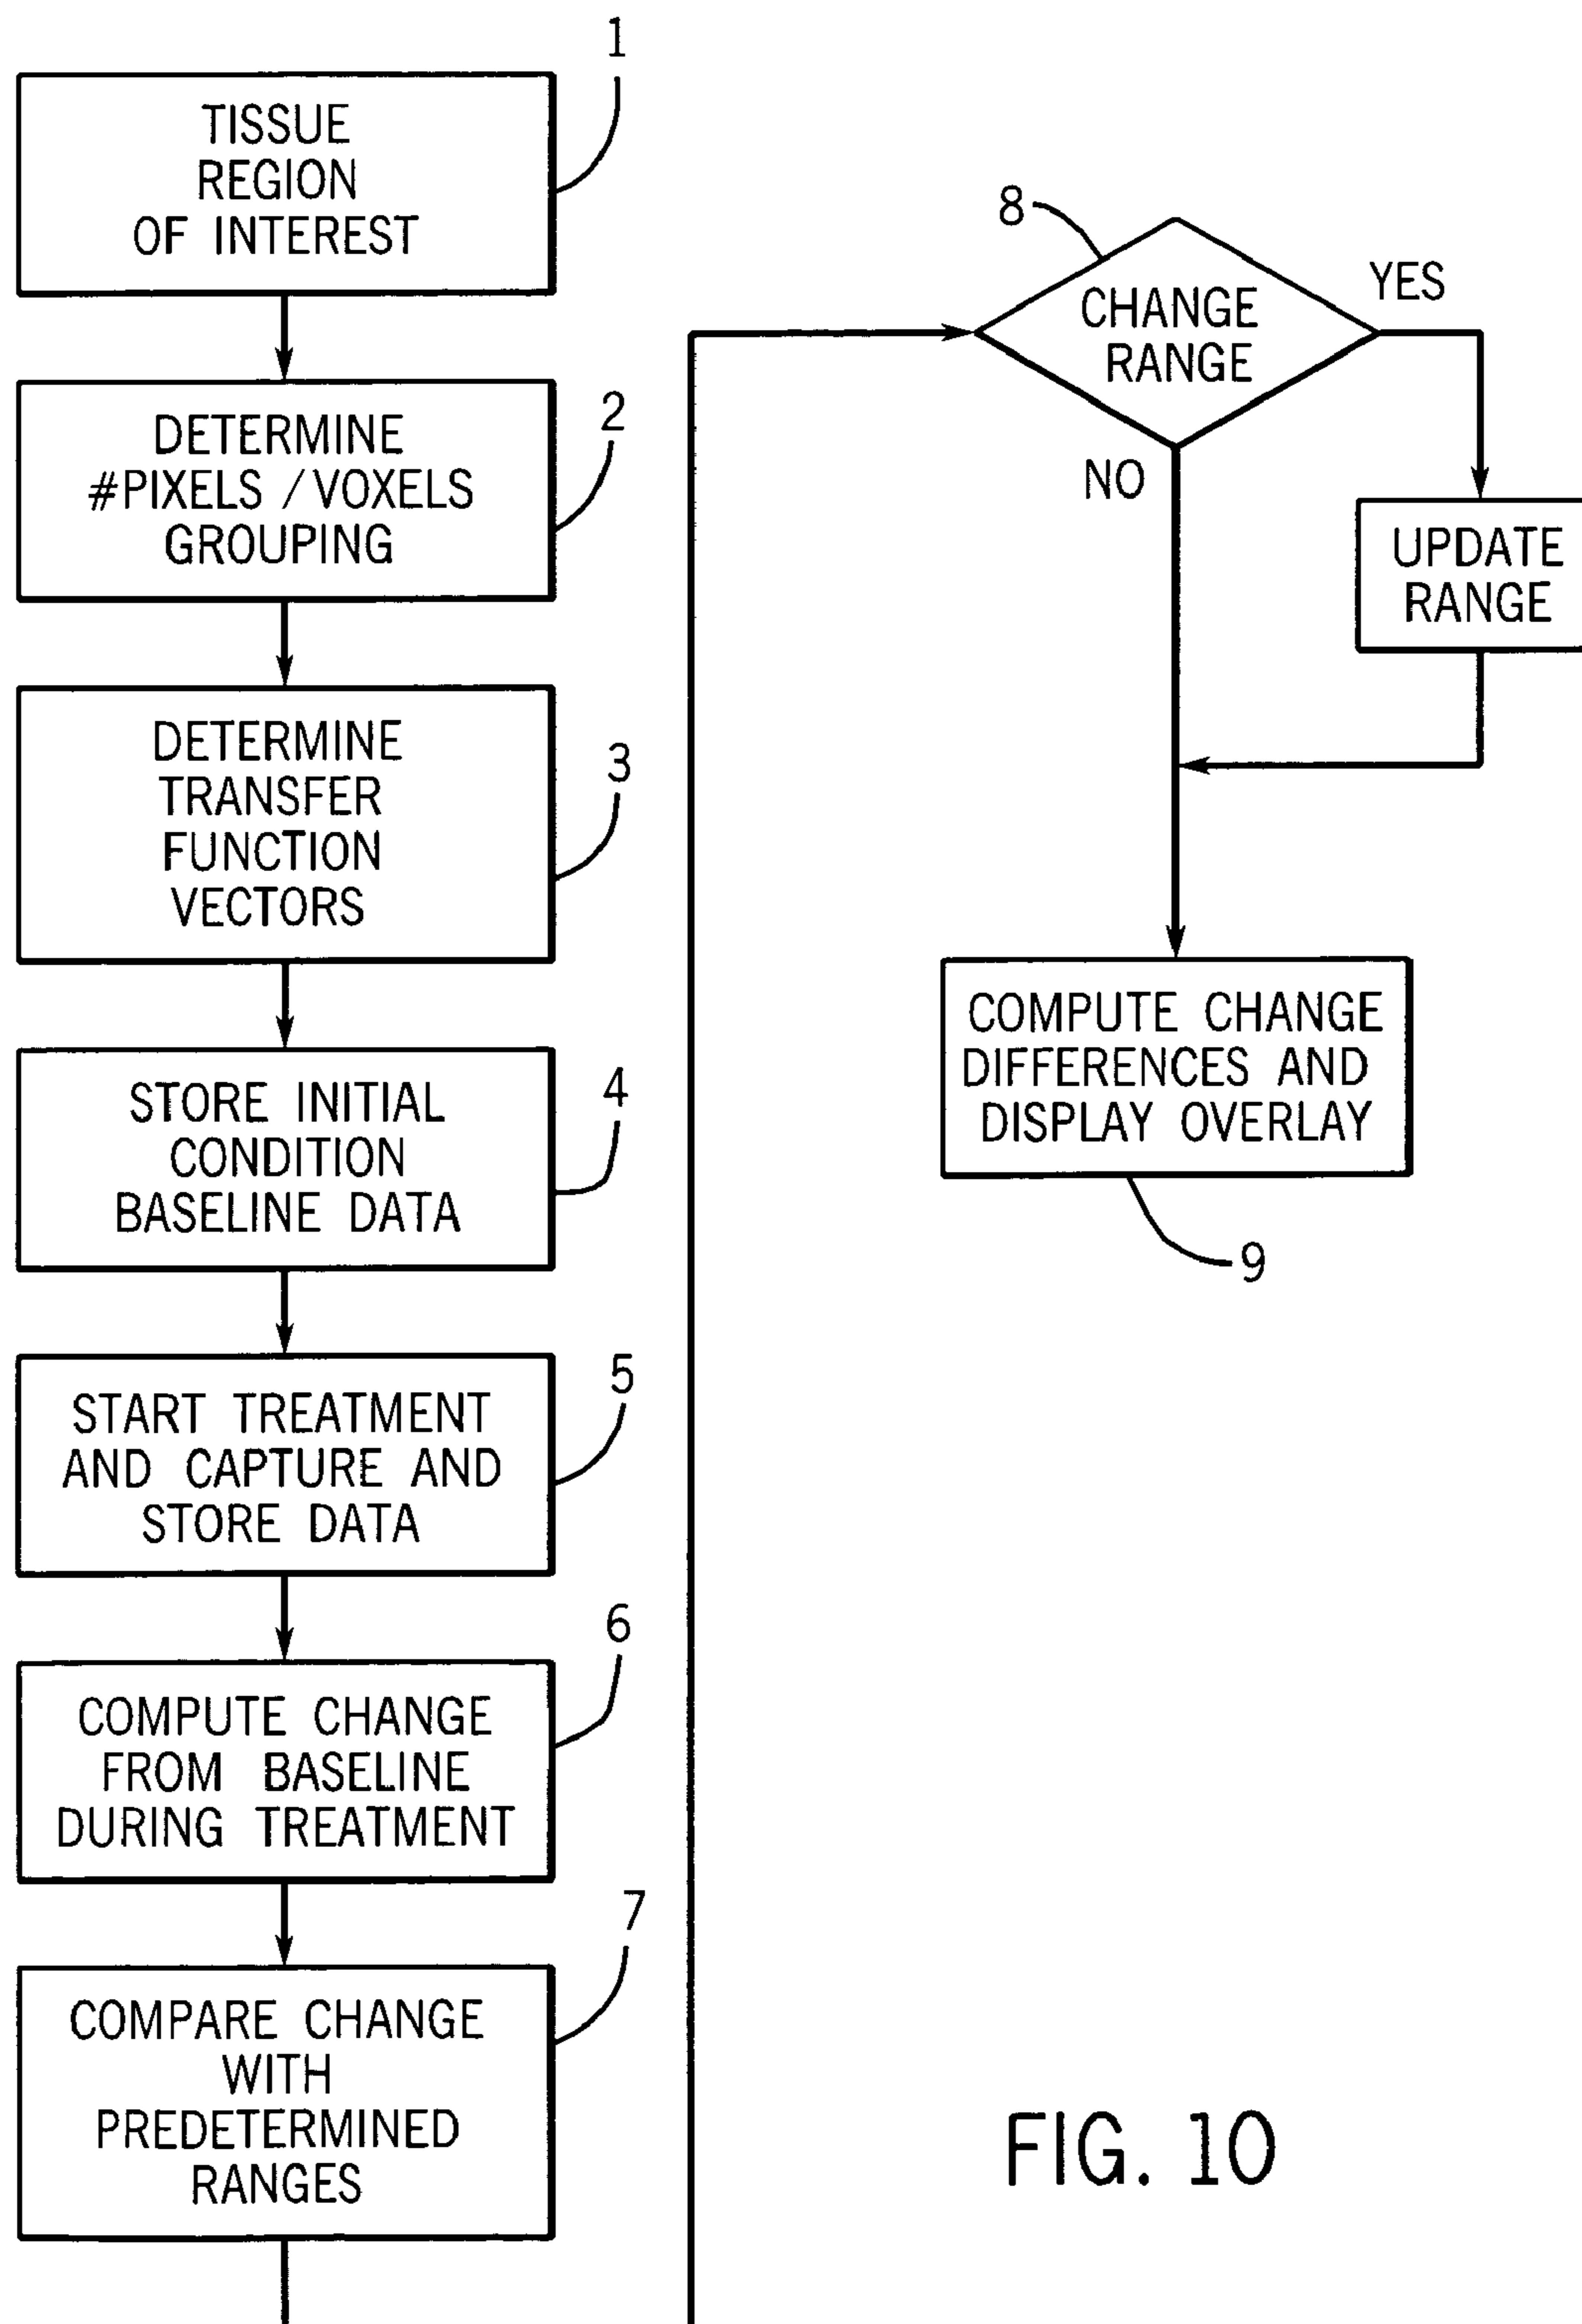 1
TISSUE
REGION
OF INTEREST
2
DETERMINE
#PIXELS / VOXELS
GROUPING
3
DETERMINE
TRANSFER
FUNCTION
VECTORS
4
STORE INITIAL
CONDITION
BASELINE DATA
5
START TREATMENT
AND CAPTURE AND
STORE DATA
6
COMPUTE CHANGE
FROM BASELINE
DURING TREATMENT
7
COMPARE CHANGE
WITH
PREDETERMINED
RANGES
8
CHANGE
RANGE
YES
NO
UPDATE
RANGE
COMPUTE CHANGE
DIFFERENCES AND
DISPLAY OVERLAY
9
FIG. 10